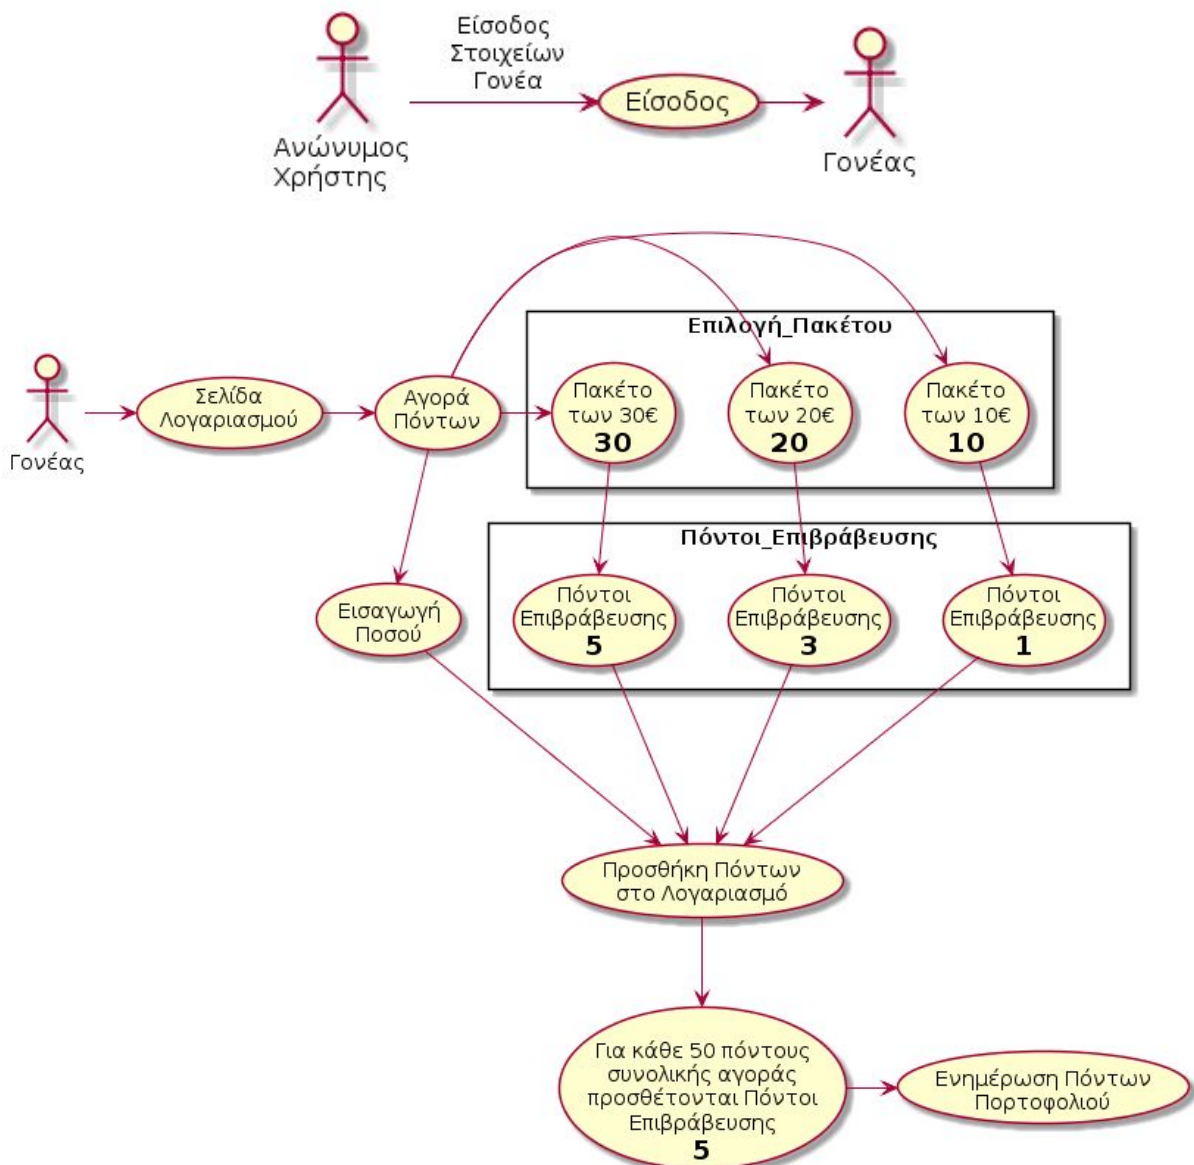 Είσοδος
Στοιχείων
Γονέα
Είσοδος
Ανώνυμος
Χρήστης
Γονέας
Επιλογή_Πακέτου
Πακέτο
των 30€
30
Πακέτο
των 20€
20
Πακέτο
των 10€
10
Γονέας
Σελίδα
Λογαριασμού
Αγορά
Πόντων
Πόντοι_Επιβράβευσης
Εισαγωγή
Ποσού
Πόντοι
Επιβράβευσης
5
Πόντοι
Επιβράβευσης
3
Πόντοι
Επιβράβευσης
1
Προσθήκη Πόντων
στο Λογαριασμό
Για κάθε 50 πόντους
συνολικής αγοράς
προσθέτονται Πόντοι
Επιβράβευσης
5
Ενημέρωση Πόντων
Πορτοφολιού